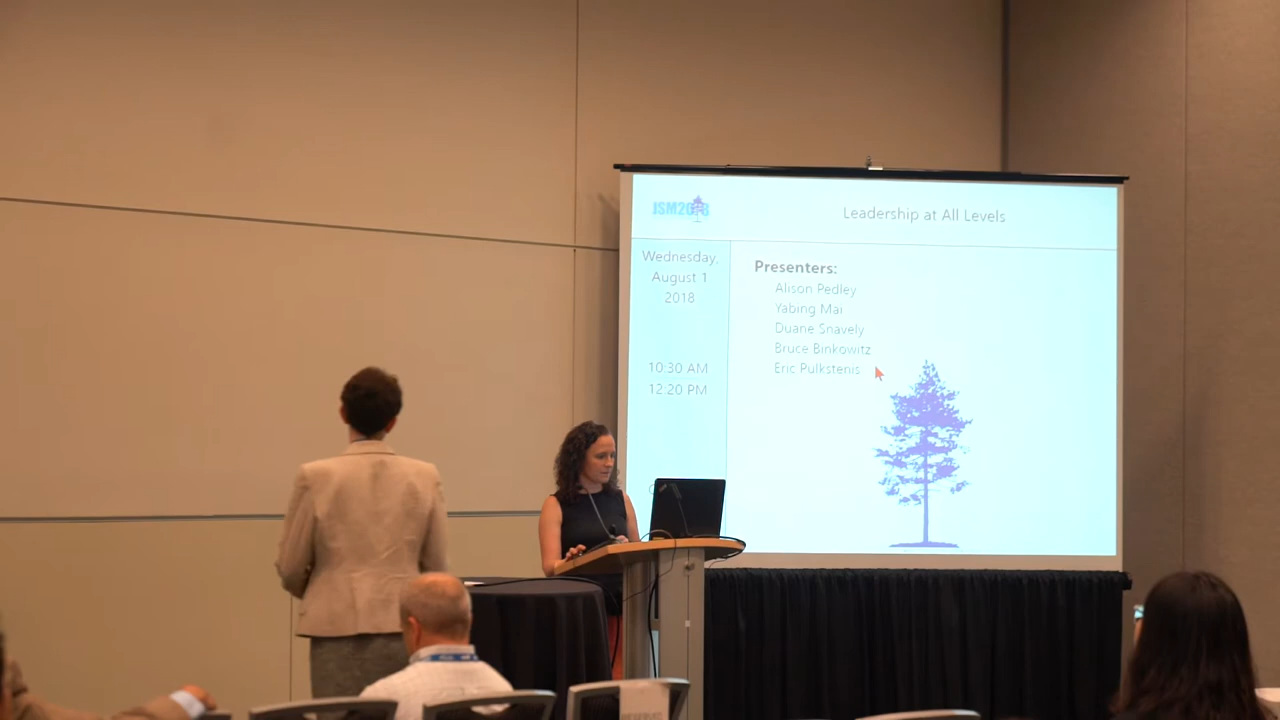 ISM2018
Leadership at All Levels
Wednesday,
August 1
2018
10:30 AM
12:20 PM
Presenters:
Alison Pedley
Yabing Mai
Duane Snavely
Bruce Binkowitz
Eric Pulkstenis
RESERVED